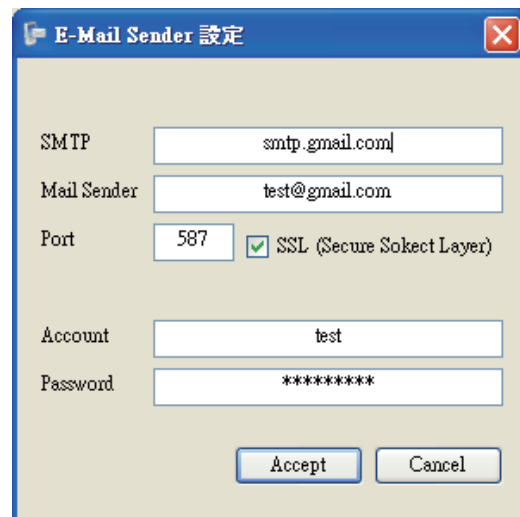 E-Mail Sender 設定
SMTP smtp.gmail.com
Mail Sender test@gmail.com
Port 587 SSL (Secure Sokect Layer)
Account test
Password *********
Accept Cancel